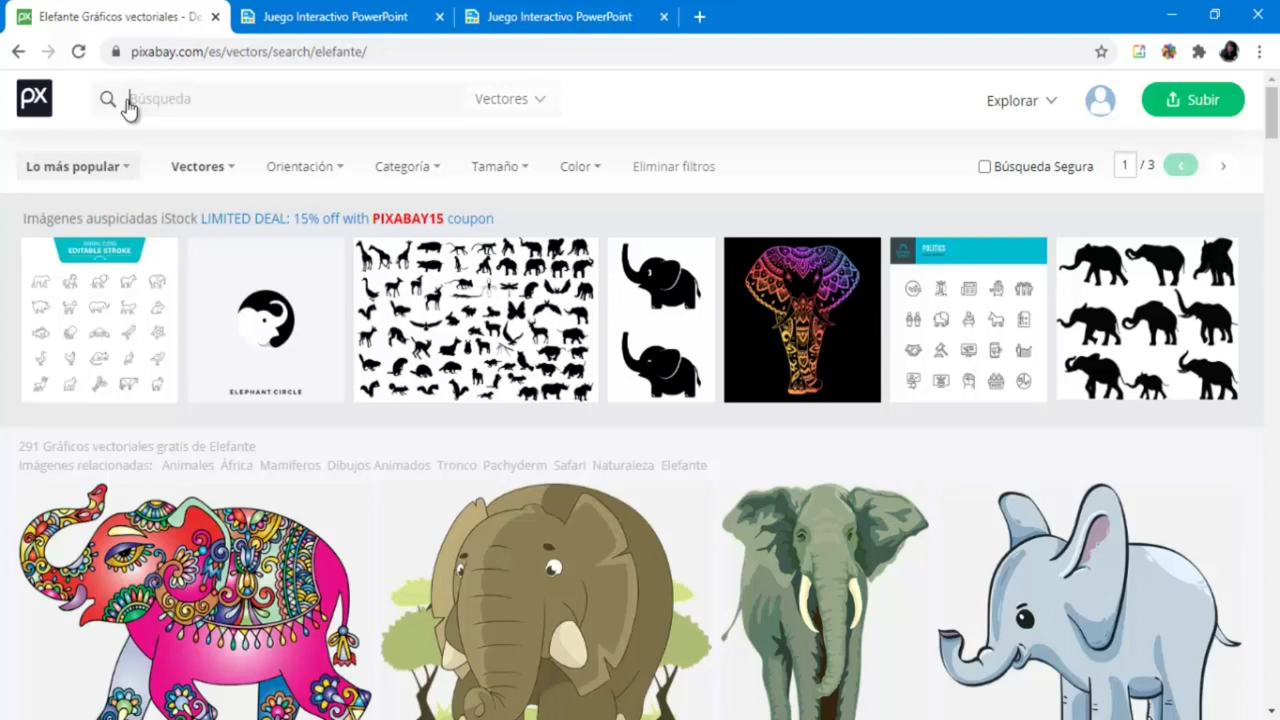 Elefante Gráficos vectoriales - De
Juego Interactivo PowerPoint
Juego Interactivo PowerPoint
pixabay.com/es/vectors/search/elefante/
px
Búsqueda
Vectores
Explorar
Subir
Lo más popular
Vectores
Orientación
Categoría
Tamaño
Color
Eliminar filtros
Búsqueda Segura
1 / 3
Imágenes auspiciadas iStock LIMITED DEAL: 15% off with PIXABAY15 coupon
EDITABLE STROKE
ELEPHANT CIRCLE
POLITICS
291 Gráficos vectoriales gratis de Elefante
Imágenes relacionadas: Animales África Mamíferos Dibujos Animados Tronco Pachyderm Safari Naturaleza Elefante